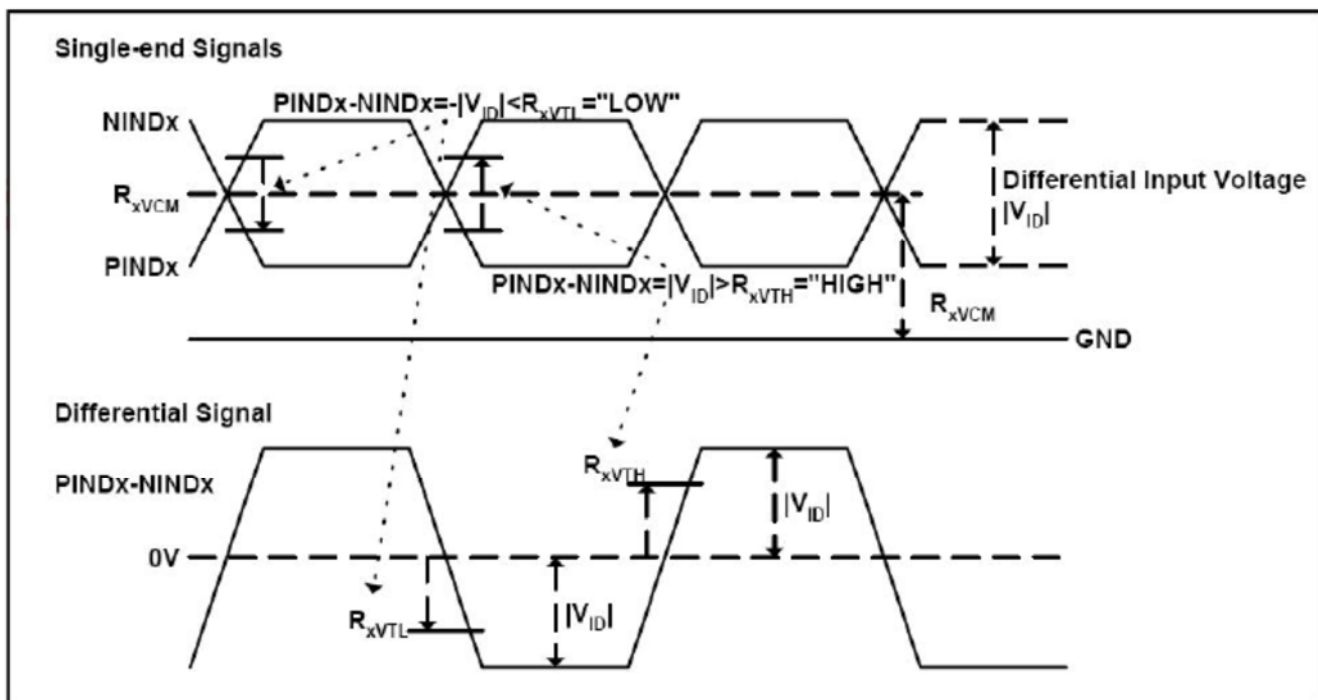 Single-end Signals
PINDx-NINDx=-|VID|<RxVTL="LOW"
NINDx
RxVCM
Differential Input Voltage
|VID|
PINDx
PINDx-NINDx=|VID|>RxVTH="HIGH"
RxVCM
GND
Differential Signal
RxVTH
PINDx-NINDx
|VID|
0V
RxVTL
|VID|